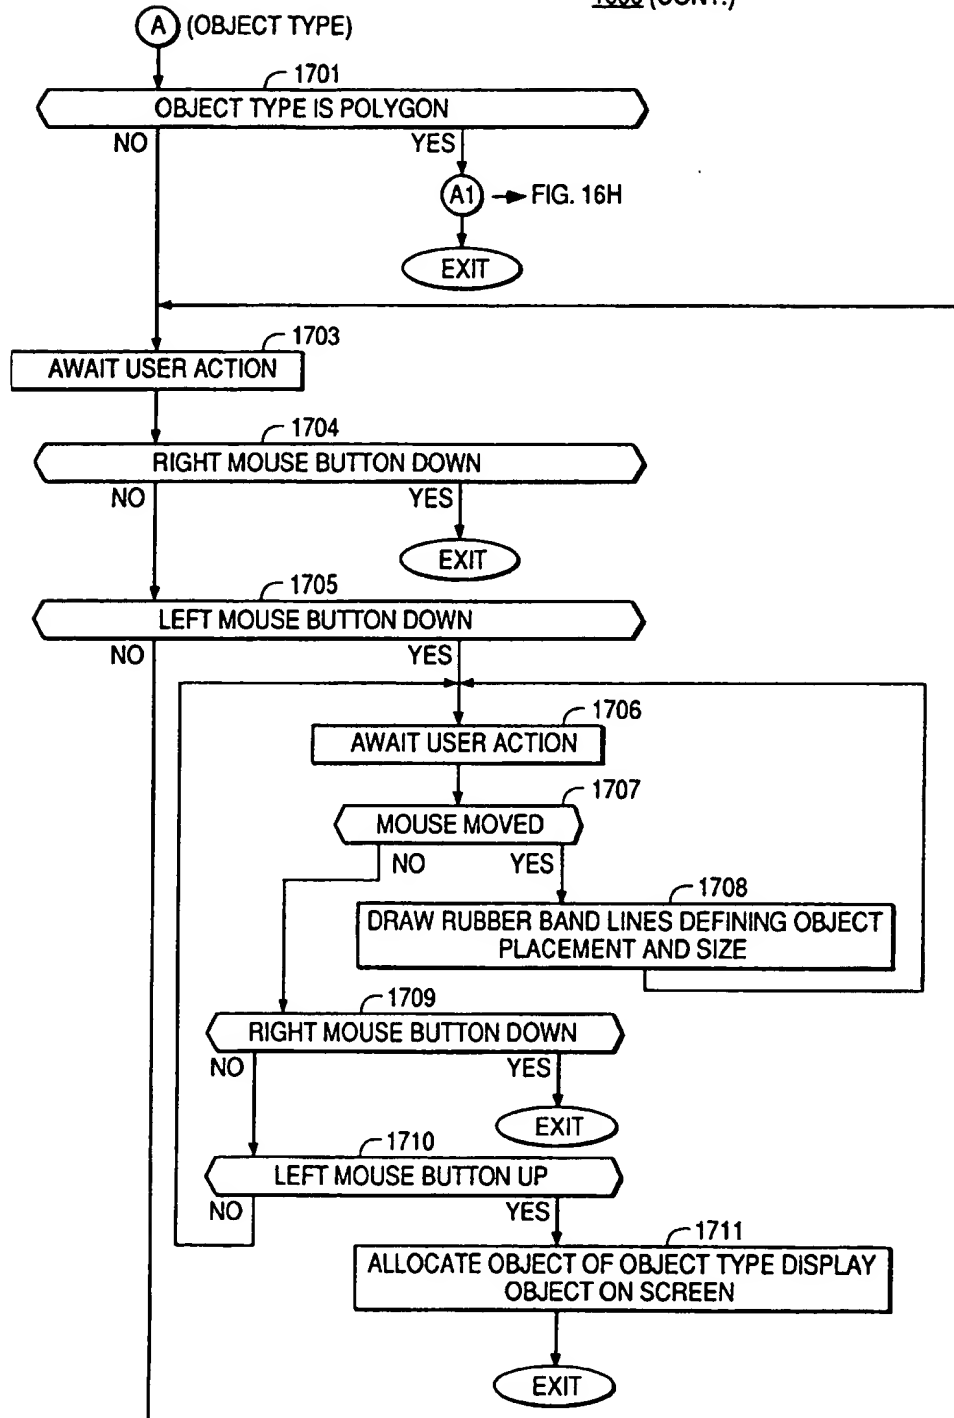 (CONT.)
A (OBJECT TYPE)
1701
OBJECT TYPE IS POLYGON
NO YES
A1 FIG. 16H
EXIT
1703
AWAIT USER ACTION
1704
RIGHT MOUSE BUTTON DOWN
NO YES
EXIT
1705
LEFT MOUSE BUTTON DOWN
NO YES
1706
AWAIT USER ACTION
1707
MOUSE MOVED
NO YES
1708
DRAW RUBBER BAND LINES DEFINING OBJECT
PLACEMENT AND SIZE
1709
RIGHT MOUSE BUTTON DOWN
NO YES
EXIT
1710
LEFT MOUSE BUTTON UP
NO YES
1711
ALLOCATE OBJECT OF OBJECT TYPE DISPLAY
OBJECT ON SCREEN
EXIT